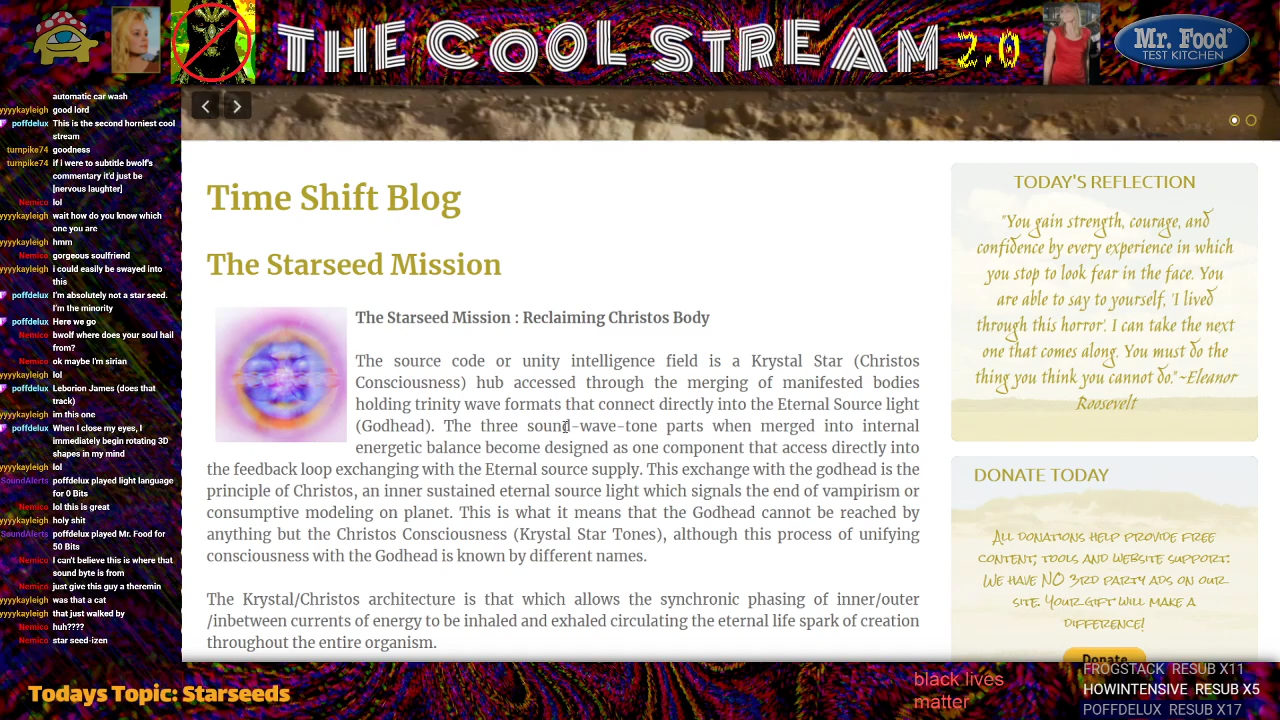 THE COOL STREAM 2.0
Mr. Food®
TEST KITCHEN
automatic car wash
yyyykayleigh good lord
poffdelux This is the second horniest cool
stream
turnpike74 goodness
turnpike74 if I were to subtitle bwolf's
commentary it'd just be
[nervous laughter]
Nemico lol
yyyykayleigh wait how do you know which
one you are
yyyykayleigh hmm
Nemico gorgeous soulfriend
yyyykayleigh i could easily be swayed into
this
poffdelux I'm absolutely not a star seed.
I'm the minority
poffdelux Here we go
Nemico bwolf where does your soul hail
from?
Nemico ok maybe I'm sirian
yyyykayleigh lol
poffdelux Leborion James (does that
track)
yyyykayleigh im this one
poffdelux When I close my eyes, I
immediately begin rotating 3D
shapes in my mind
yyyykayleigh lol
SoundAlerts poffdelux played light language
for 0 Bits
Nemico lol this is great
yyyykayleigh holy shit
SoundAlerts poffdelux played Mr. Food for
50 Bits
Nemico I can't believe this is where that
sound byte is from
Nemico just give this guy a theremin
yyyykayleigh was that a cat
yyyykayleigh that just walked by
Nemico huh????
Nemico star seed-izen
Time Shift Blog
The Starseed Mission
The Starseed Mission : Reclaiming Christos Body
The source code or unity intelligence field is a Krystal Star (Christos
Consciousness) hub accessed through the merging of manifested bodies
holding trinity wave formats that connect directly into the Eternal Source light
(Godhead). The three sound-wave-tone parts when merged into internal
energetic balance become designed as one component that access directly into
the feedback loop exchanging with the Eternal source supply. This exchange with the godhead is the
principle of Christos, an inner sustained eternal source light which signals the end of vampirism or
consumptive modeling on planet. This is what it means that the Godhead cannot be reached by
anything but the Christos Consciousness (Krystal Star Tones), although this process of unifying
consciousness with the Godhead is known by different names.
The Krystal/Christos architecture is that which allows the synchronic phasing of inner/outer
/inbetween currents of energy to be inhaled and exhaled circulating the eternal life spark of creation
throughout the entire organism.
TODAY'S REFLECTION
"You gain strength, courage, and
confidence by every experience in which
you stop to look fear in the face. You
are able to say to yourself, 'I lived
through this horror'. I can take the next
one that comes along. You must do the
thing you think you cannot do."~Eleanor
Roosevelt
DONATE TODAY
All donations help provide free
content, tools and website support.
We have NO 3rd party ads on our
site. Your gift will make a
difference!
Donate
Todays Topic: Starseeds
black lives
matter
FROGSTACK RESUB X11
HOWINTENSIVE RESUB X5
POFFDELUX RESUB X17